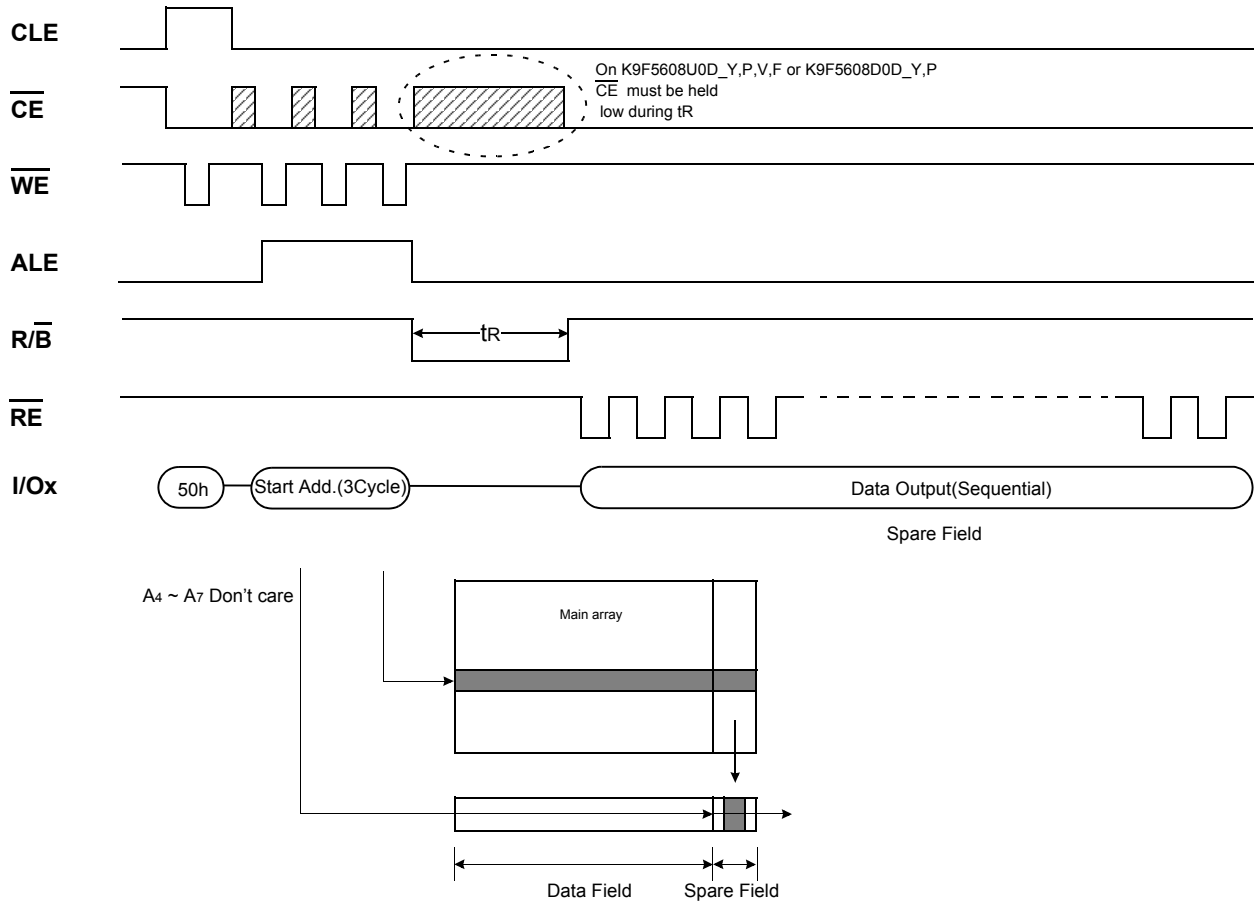 CLE
On K9F5608U0D_Y,P,V,F or K9F5608D0D_Y,P
CE must be held
low during tR
CE
WE
ALE
R/B
tR
RE
I/Ox
50h
Start Add.(3Cycle)
Data Output(Sequential)
Spare Field
A4 ~ A7 Don't care
Main array
Data Field
Spare Field